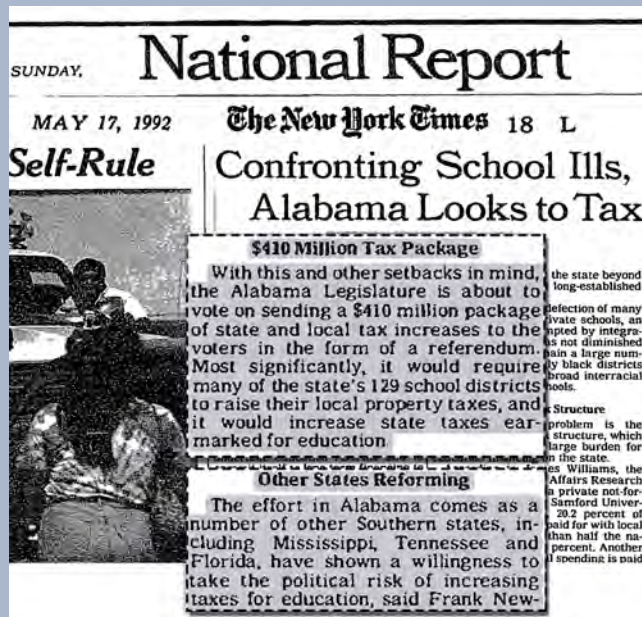 SUNDAY,
National Report
MAY 17, 1992
The New York Times 18 L
Self-Rule
Confronting School Ills,
Alabama Looks to Tax
$410 Million Tax Package
With this and other setbacks in mind,
the Alabama Legislature is about to
vote on sending a $410 million package
of state and local tax increases to the
voters in the form of a referendum.
Most significantly, it would require
many of the state's 129 school districts
to raise their local property taxes, and
it would increase state taxes ear-
marked for education
Other States Reforming
The effort in Alabama comes as a
number of other Southern states, in-
cluding Mississippi, Tennessee and
Florida, have shown a willingness to
take the political risk of increasing
taxes for education, said Frank New-
the state beyond
long-established
defection of many
schools, an
by integra-
not diminished
a large num-
black districts
broad interracial
Structure
problem is the
structure, which
large burden for
the state.
Williams, the
Affairs Research
a private not-for-
Samford Univer-
20.2 percent of
paid for with local
than half the na-
percent. Another
spending is paid